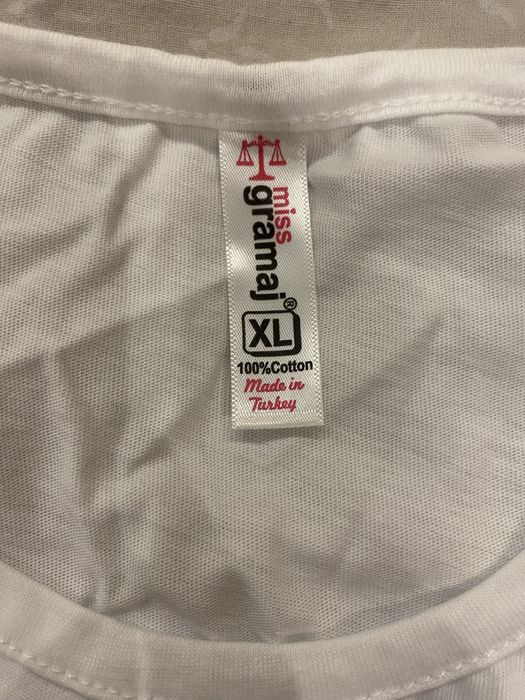 miss
gramaj®
XL
100%Cotton
Made in
Turkey